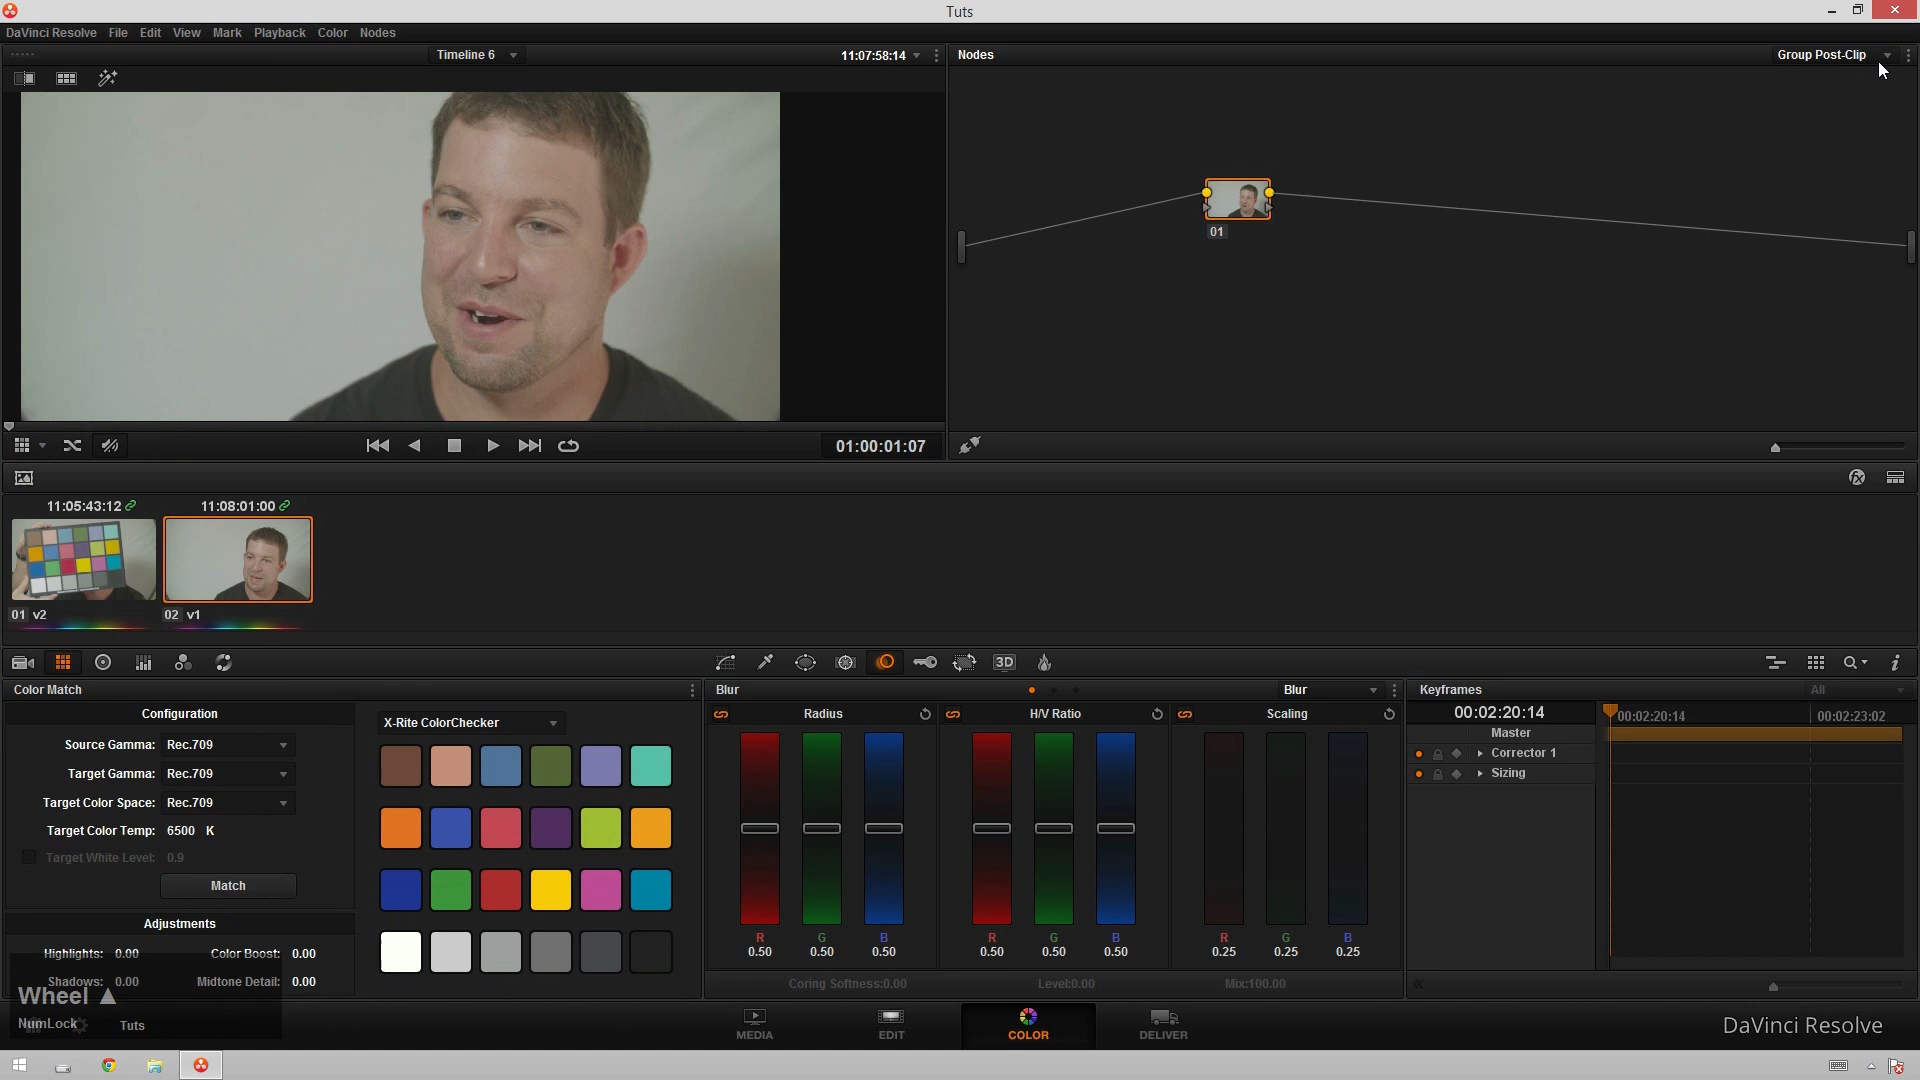 Tuts
DaVinci Resolve File Edit View Mark Playback Color Nodes
Timeline 6 11:07:58:14 Nodes Group Post-Clip
01
01:00:01:07
11:05:43:12 11:08:01:00
01 v2 02 v1
3D
Color Match Blur Blur Keyframes All
Configuration X-Rite ColorChecker Radius H/V Ratio Scaling 00:02:20:14 00:02:20:14 00:02:23:02
Master
Source Gamma: Rec.709 Corrector 1
Target Gamma: Rec.709 Sizing
Target Color Space: Rec.709
Target Color Temp: 6500 K
Target White Level: 0.9
Match
Adjustments
R G B R G B R G B
0.50 0.50 0.50 0.50 0.50 0.50 0.25 0.25 0.25
Highlights: 0.00 Color Boost: 0.00
Shadows: 0.00 Midtone Detail: 0.00 Coring Softness:0.00 Level:0.00 Mix:100.00
Wheel
NumLock Tuts
MEDIA EDIT COLOR DELIVER DaVinci Resolve